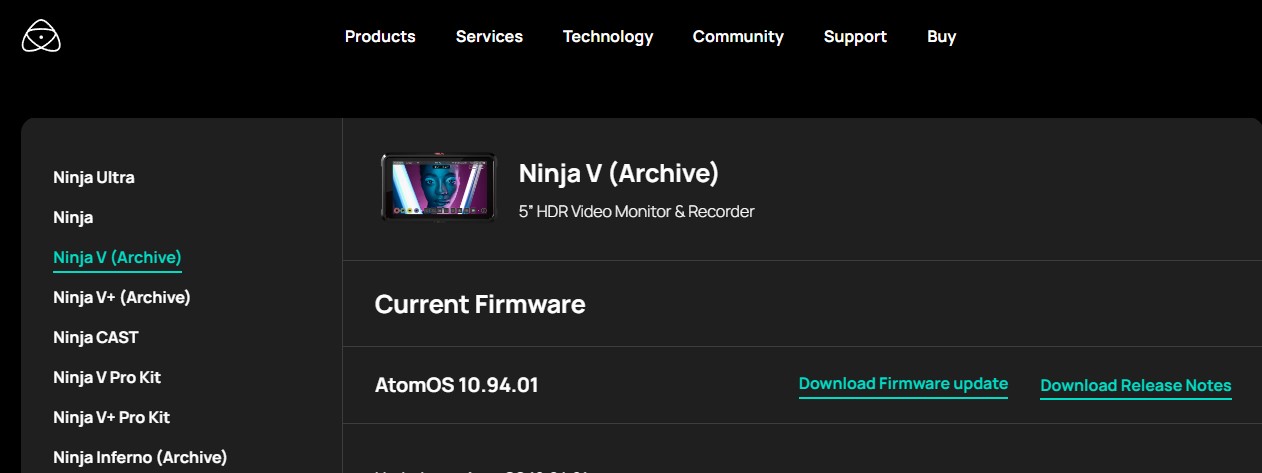 Products Services Technology Community Support Buy
Ninja Ultra
Ninja
Ninja V (Archive)
Ninja V+ (Archive)
Ninja CAST
Ninja V Pro Kit
Ninja V+ Pro Kit
Ninja Inferno (Archive)
Ninja V (Archive)
5” HDR Video Monitor & Recorder
Current Firmware
AtomOS 10.94.01 Download Firmware update Download Release Notes